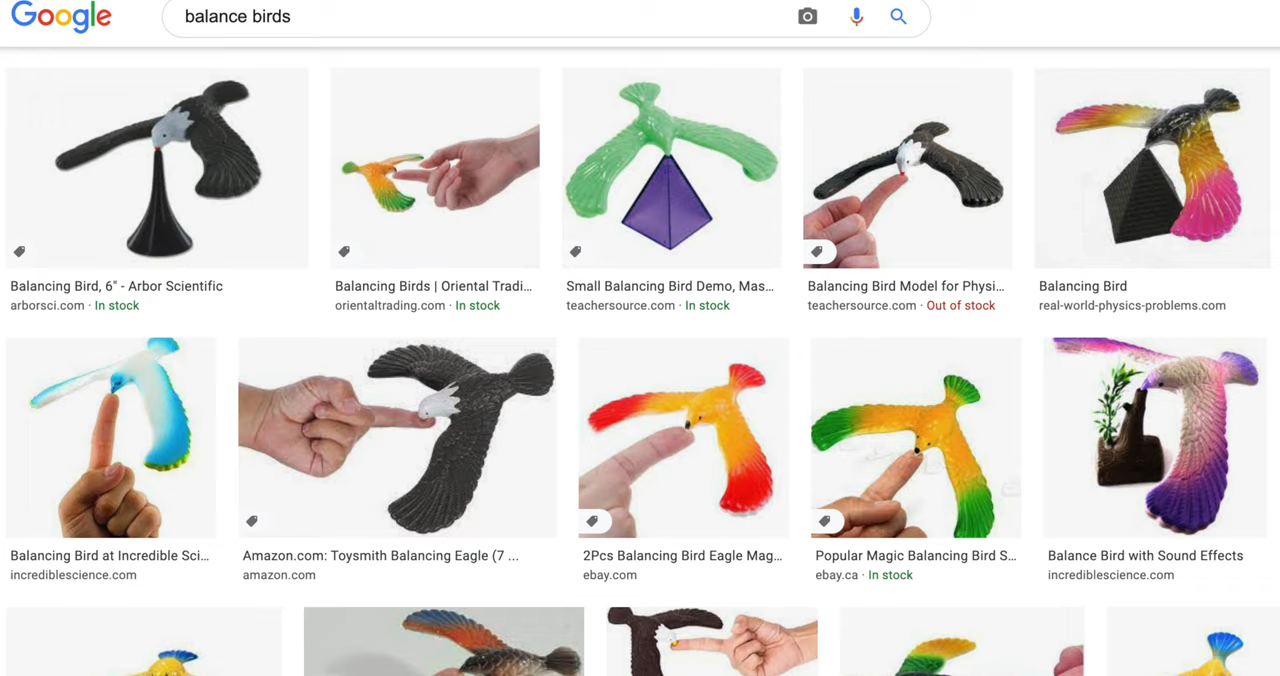 Google
balance birds
Balancing Bird, 6" - Arbor Scientific
arborsci.com · In stock
Balancing Birds | Oriental Tradi...
orientaltrading.com · In stock
Small Balancing Bird Demo, Mas...
teachersource.com · In stock
Balancing Bird Model for Physi...
teachersource.com · Out of stock
Balancing Bird
real-world-physics-problems.com
Balancing Bird at Incredible Sci...
incrediblescience.com
Amazon.com: Toysmith Balancing Eagle (7 ...
amazon.com
2Pcs Balancing Bird Eagle Mag...
ebay.com
Popular Magic Balancing Bird S...
ebay.ca · In stock
Balance Bird with Sound Effects
incrediblescience.com